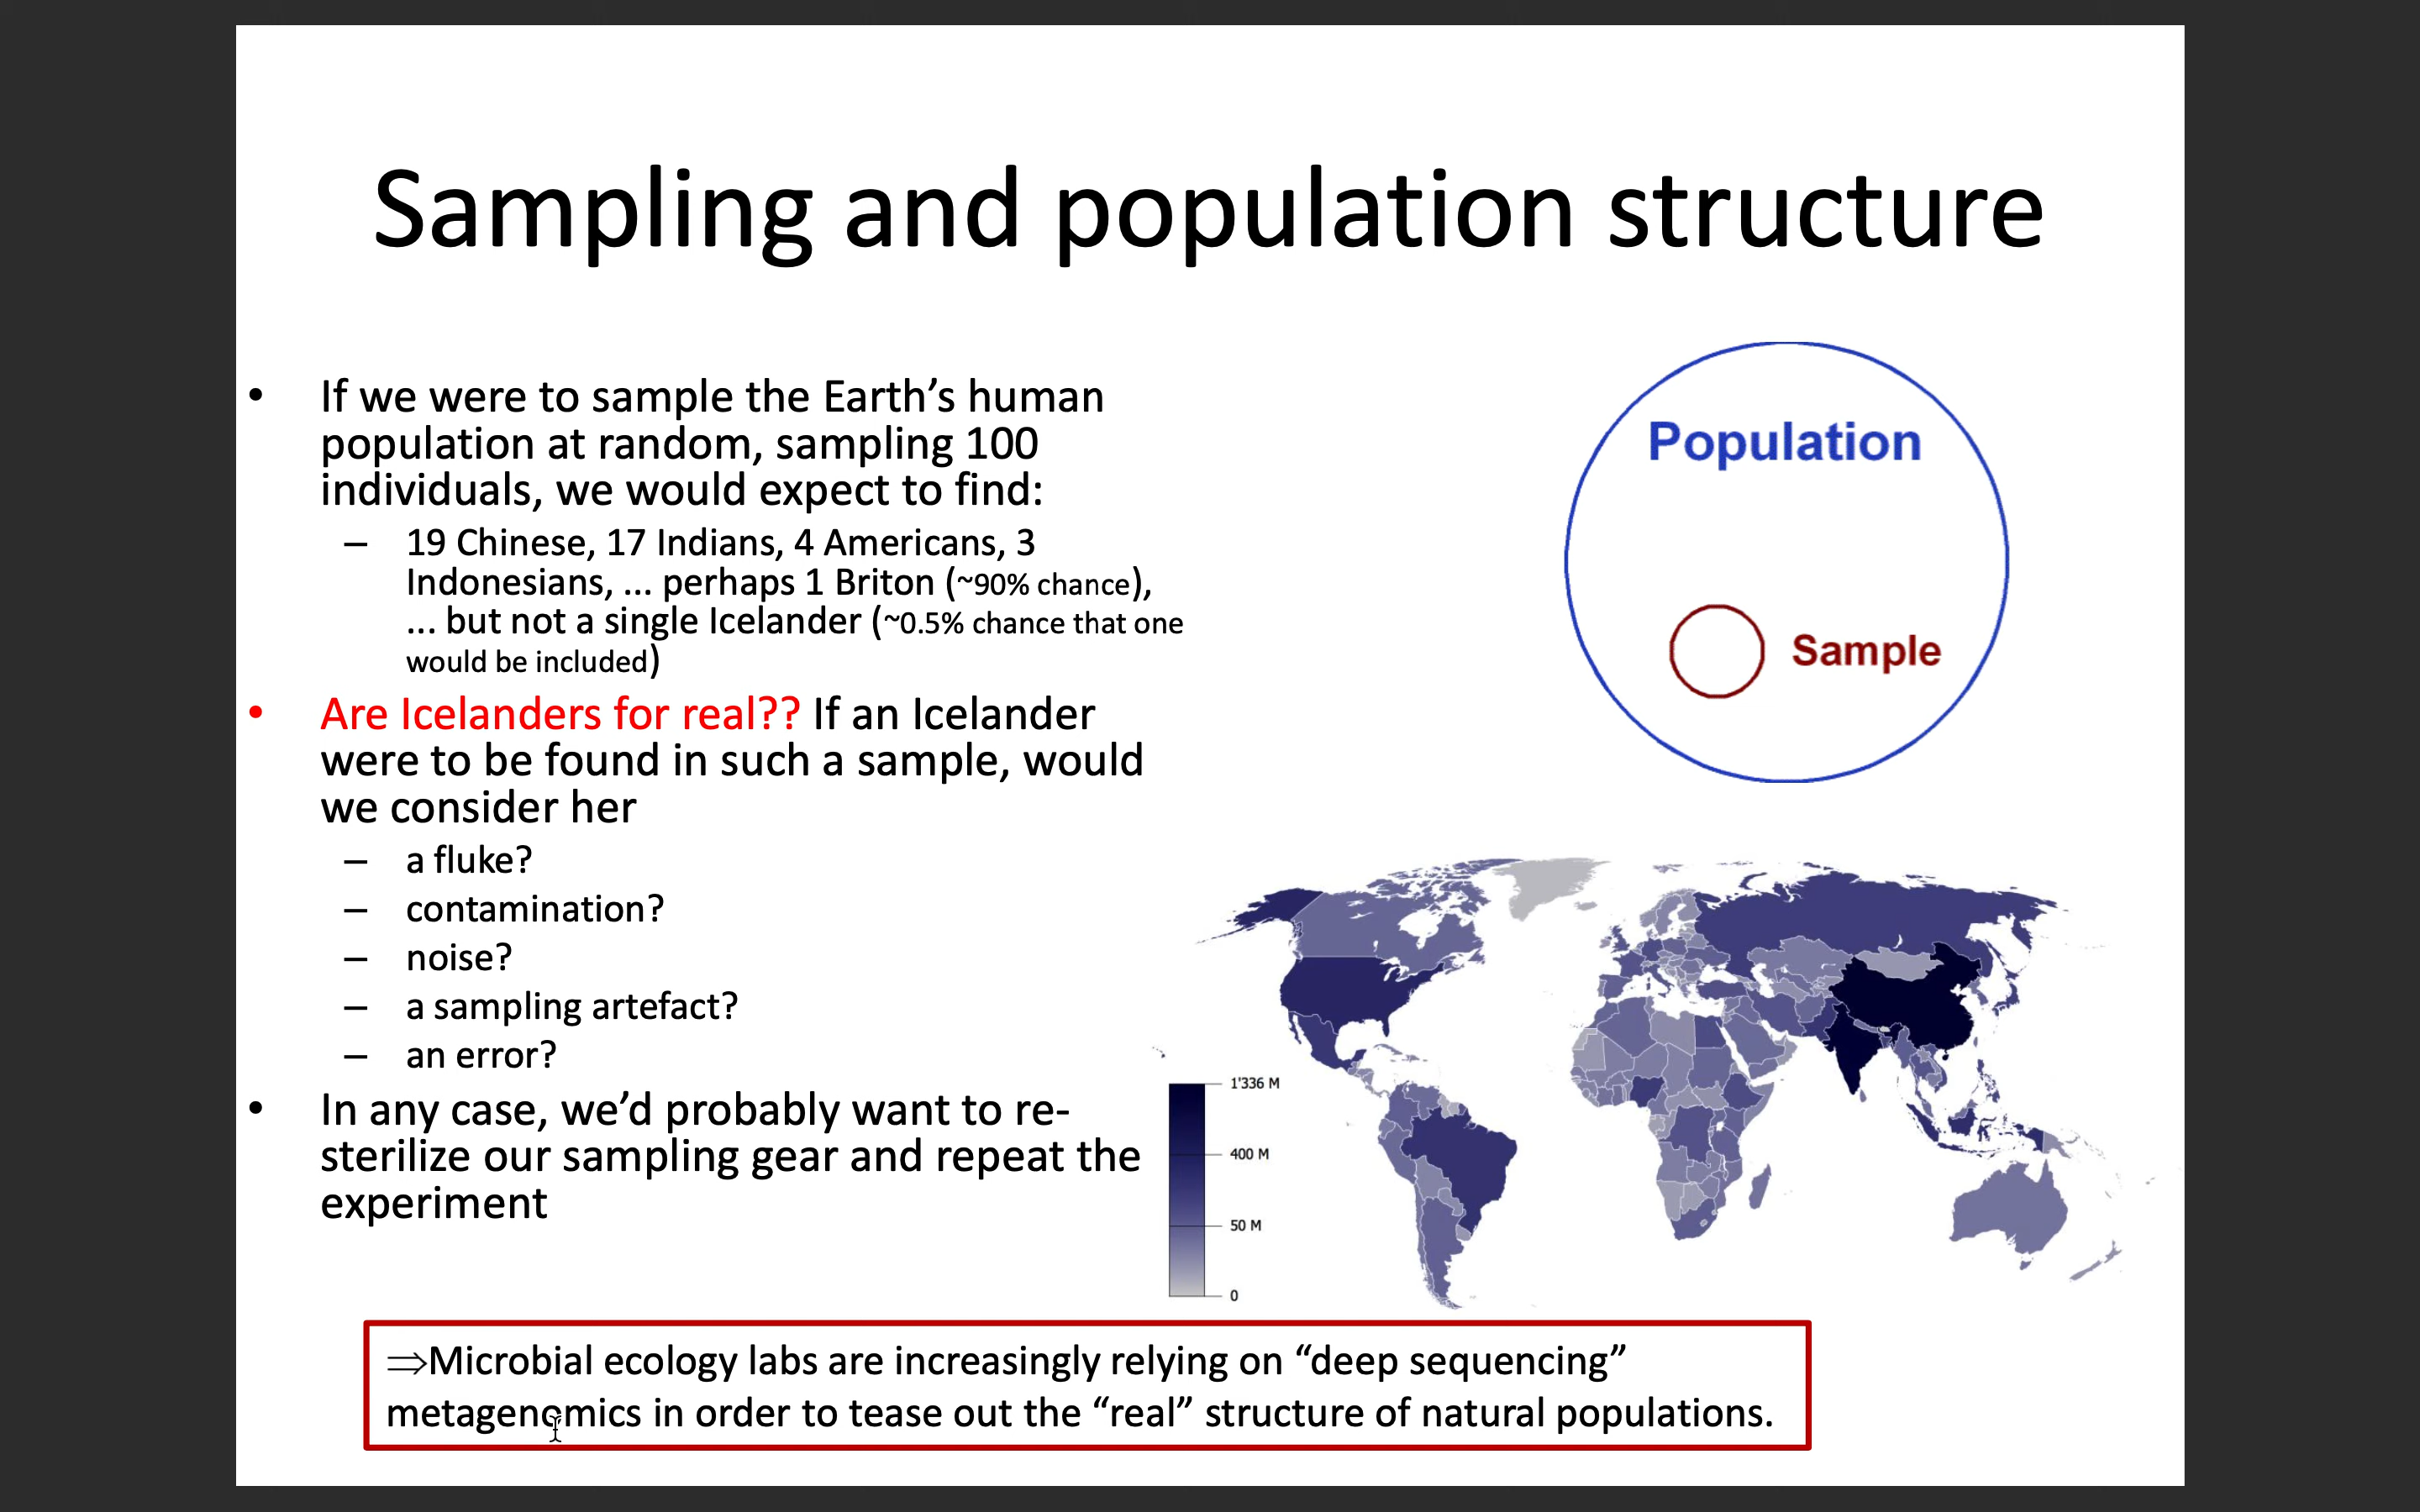 Sampling and population structure
• If we were to sample the Earth’s human
population at random, sampling 100
individuals, we would expect to find:
– 19 Chinese, 17 Indians, 4 Americans, 3
Indonesians, ... perhaps 1 Briton (~90% chance),
... but not a single Icelander (~0.5% chance that one
would be included)
• Are Icelanders for real?? If an Icelander
were to be found in such a sample, would
we consider her
– a fluke?
– contamination?
– noise?
– a sampling artefact?
– an error?
• In any case, we’d probably want to re-
sterilize our sampling gear and repeat the
experiment
Population
Sample
1'336 M
400 M
50 M
0
⇒Microbial ecology labs are increasingly relying on “deep sequencing”
metagenomics in order to tease out the “real” structure of natural populations.